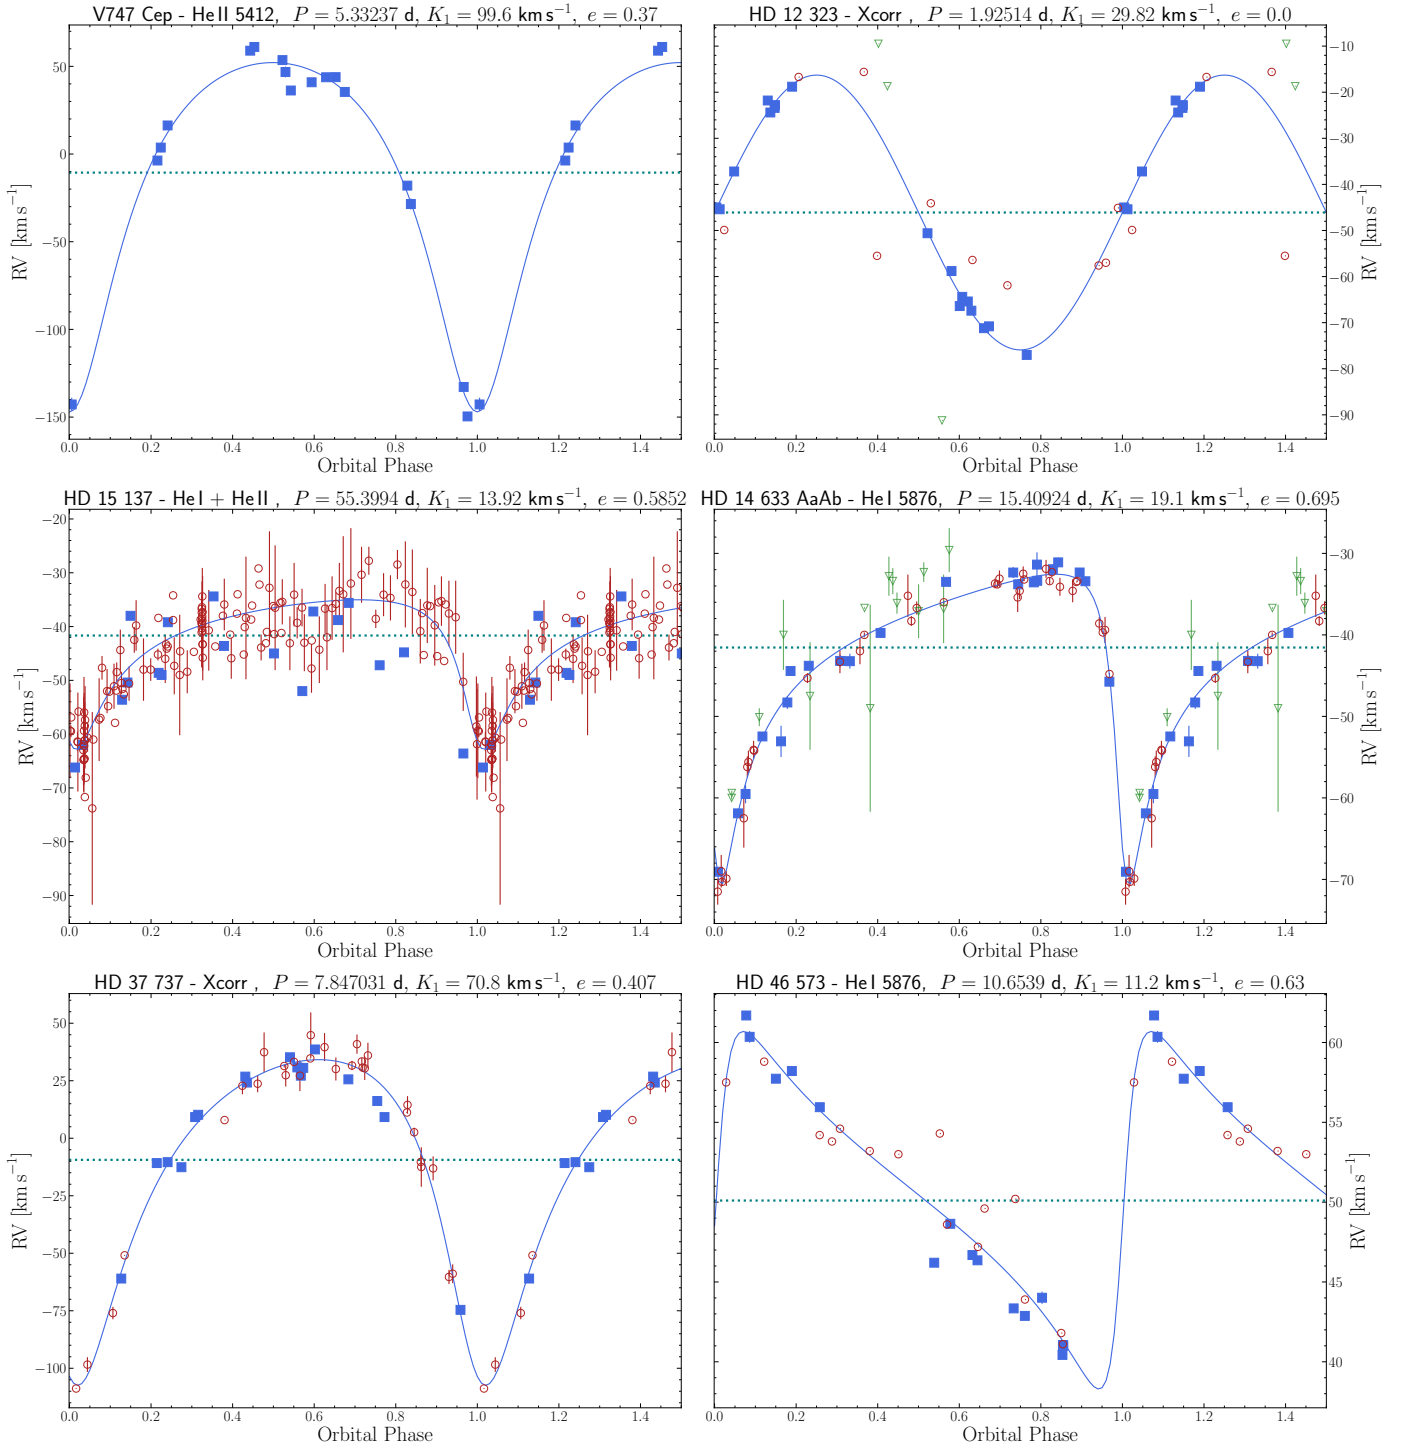 V747 Cep - He II 5412, P = 5.33237 d, K₁ = 99.6 km s⁻¹, e = 0.37
50
0
−50
−100
−150
RV [km s⁻¹]
0.0 0.2 0.4 0.6 0.8 1.0 1.2 1.4
Orbital Phase
HD 12 323 - Xcorr , P = 1.92514 d, K₁ = 29.82 km s⁻¹, e = 0.0
−10
−20
−30
−40
−50
−60
−70
−80
−90
RV [km s⁻¹]
0.0 0.2 0.4 0.6 0.8 1.0 1.2 1.4
Orbital Phase
HD 15 137 - He I + He II , P = 55.3994 d, K₁ = 13.92 km s⁻¹, e = 0.5852
−20
−30
−40
−50
−60
−70
−80
−90
RV [km s⁻¹]
0.0 0.2 0.4 0.6 0.8 1.0 1.2 1.4
Orbital Phase
HD 14 633 AaAb - He I 5876, P = 15.40924 d, K₁ = 19.1 km s⁻¹, e = 0.695
−30
−40
−50
−60
−70
RV [km s⁻¹]
0.0 0.2 0.4 0.6 0.8 1.0 1.2 1.4
Orbital Phase
HD 37 737 - Xcorr , P = 7.847031 d, K₁ = 70.8 km s⁻¹, e = 0.407
50
25
0
−25
−50
−75
−100
RV [km s⁻¹]
0.0 0.2 0.4 0.6 0.8 1.0 1.2 1.4
Orbital Phase
HD 46 573 - He I 5876, P = 10.6539 d, K₁ = 11.2 km s⁻¹, e = 0.63
60
55
50
45
40
RV [km s⁻¹]
0.0 0.2 0.4 0.6 0.8 1.0 1.2 1.4
Orbital Phase